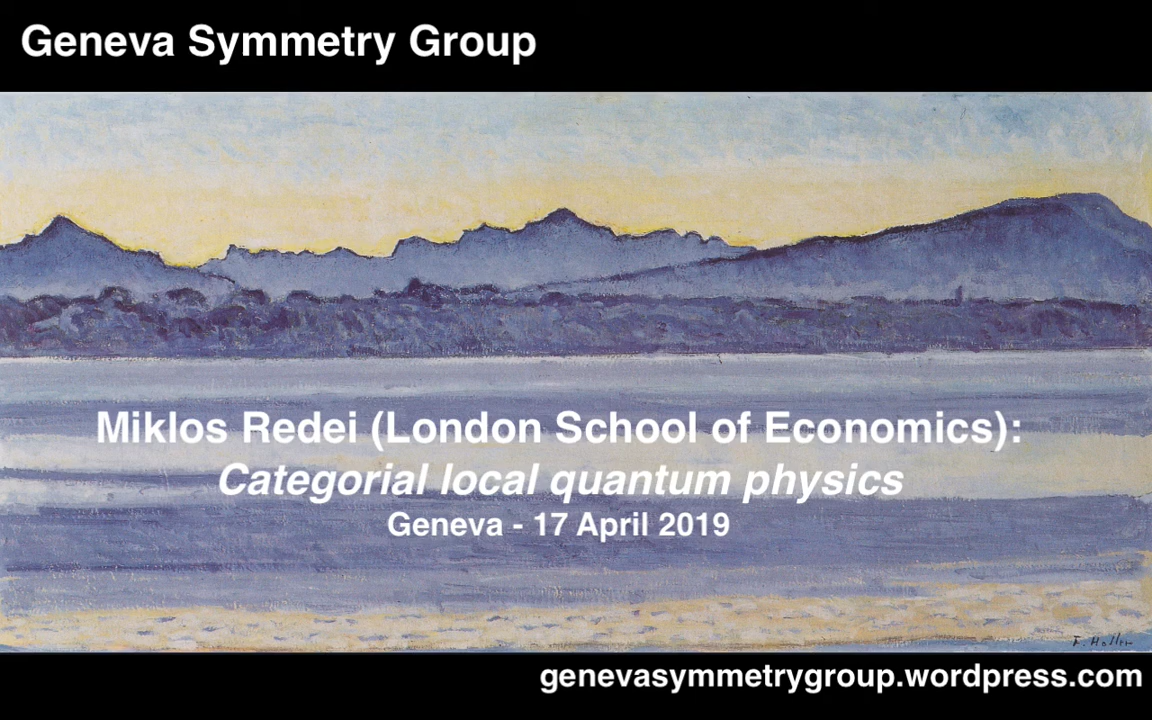 Geneva Symmetry Group
Miklos Redei (London School of Economics):
Categorial local quantum physics
Geneva - 17 April 2019
F. Hodler
genevasymmetrygroup.wordpress.com